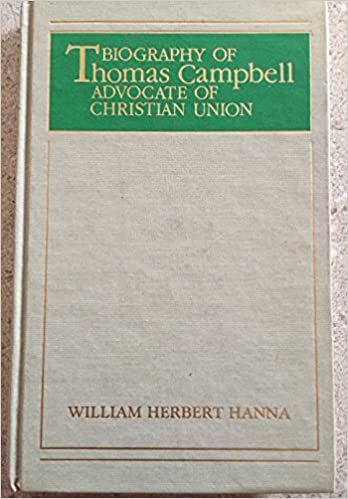 BIOGRAPHY OF
Thomas Campbell
ADVOCATE OF
CHRISTIAN UNION
WILLIAM HERBERT HANNA